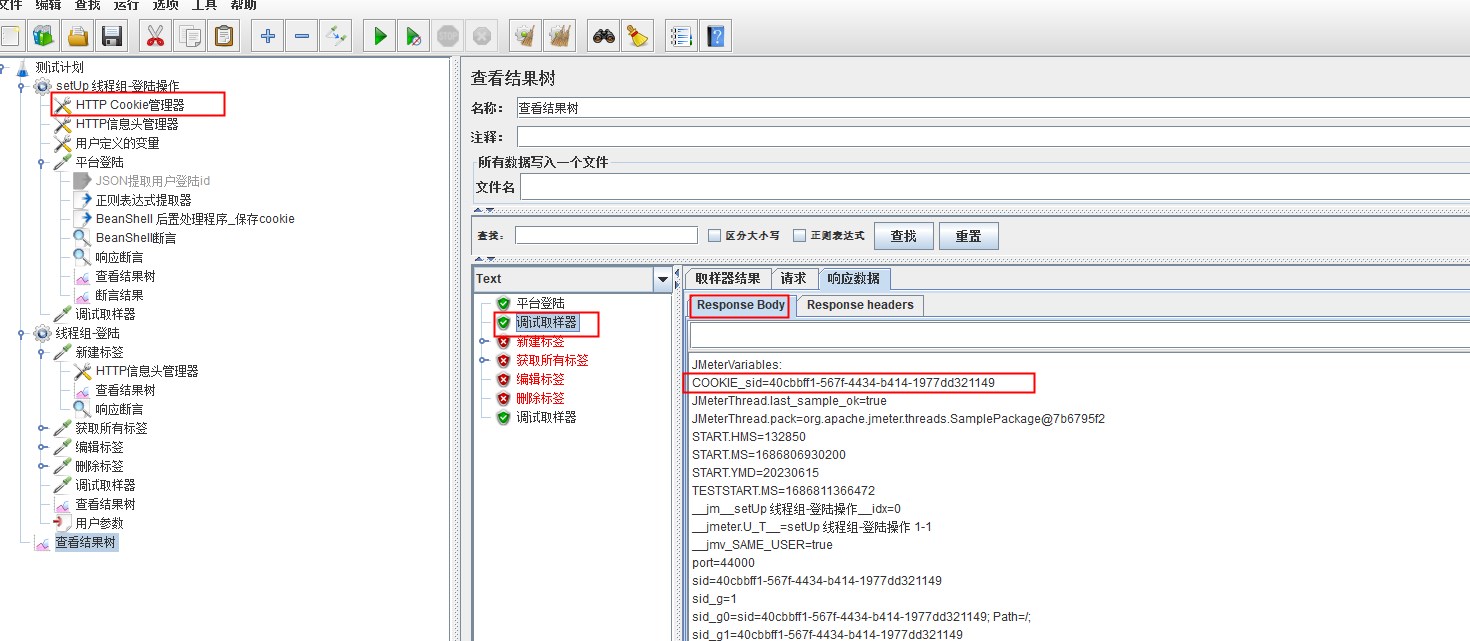 文件 编辑 查找 运行 选项 工具 帮助
STOP
测试计划
setUp 线程组-登陆操作
HTTP Cookie管理器
HTTP信息头管理器
用户定义的变量
平台登陆
JSON提取用户登陆id
正则表达式提取器
BeanShell 后置处理程序_保存cookie
BeanShell断言
响应断言
查看结果树
断言结果
调试取样器
线程组-登陆
新建标签
HTTP信息头管理器
查看结果树
响应断言
获取所有标签
编辑标签
删除标签
调试取样器
查看结果树
用户参数
查看结果树
查看结果树
名称： 查看结果树
注释：
所有数据写入一个文件
文件名
查找： 区分大小写 正则表达式 查找 重置
Text
平台登陆
调试取样器
新建标签
获取所有标签
编辑标签
删除标签
调试取样器
取样器结果 请求 响应数据
Response Body Response headers
JMeterVariables:
COOKIE_sid=40cbbff1-567f-4434-b414-1977dd321149
JMeterThread.last_sample_ok=true
JMeterThread.pack=org.apache.jmeter.threads.SamplePackage@7b6795f2
START.HMS=132850
START.MS=1686806930200
START.YMD=20230615
TESTSTART.MS=1686811366472
__jm__setUp 线程组-登陆操作__idx=0
__jmeter.U_T__=setUp 线程组-登陆操作 1-1
__jmv_SAME_USER=true
port=44000
sid=40cbbff1-567f-4434-b414-1977dd321149
sid_g=1
sid_g0=sid=40cbbff1-567f-4434-b414-1977dd321149; Path=/;
sid_g1=40cbbff1-567f-4434-b414-1977dd321149